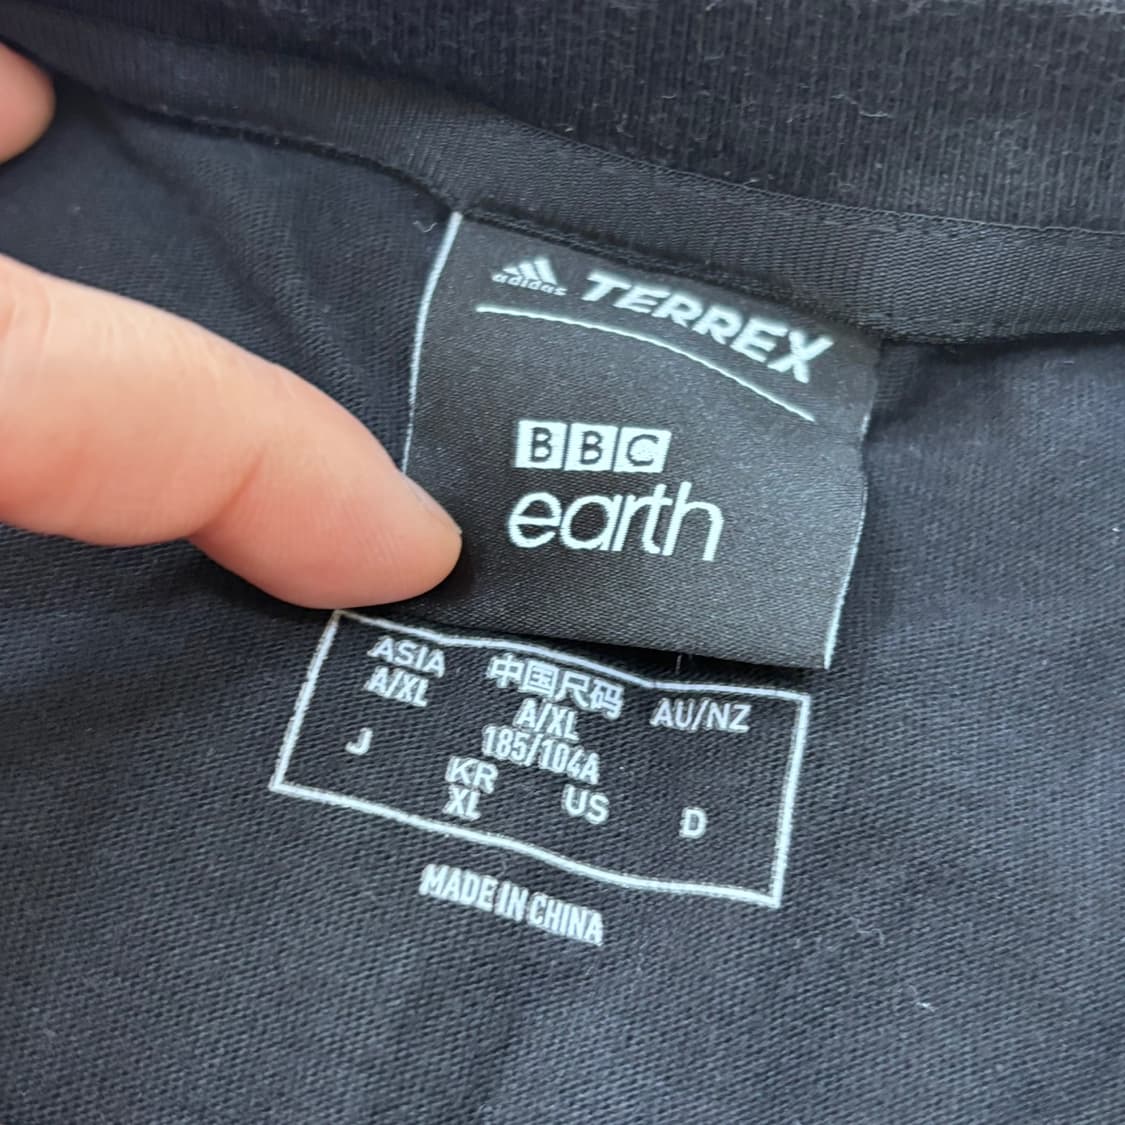 adidas TERREX
BBC
earth
ASIA 中国尺码 AU/NZ
A/XL A/XL
185/104A
J KR US D
XL
MADE IN CHINA